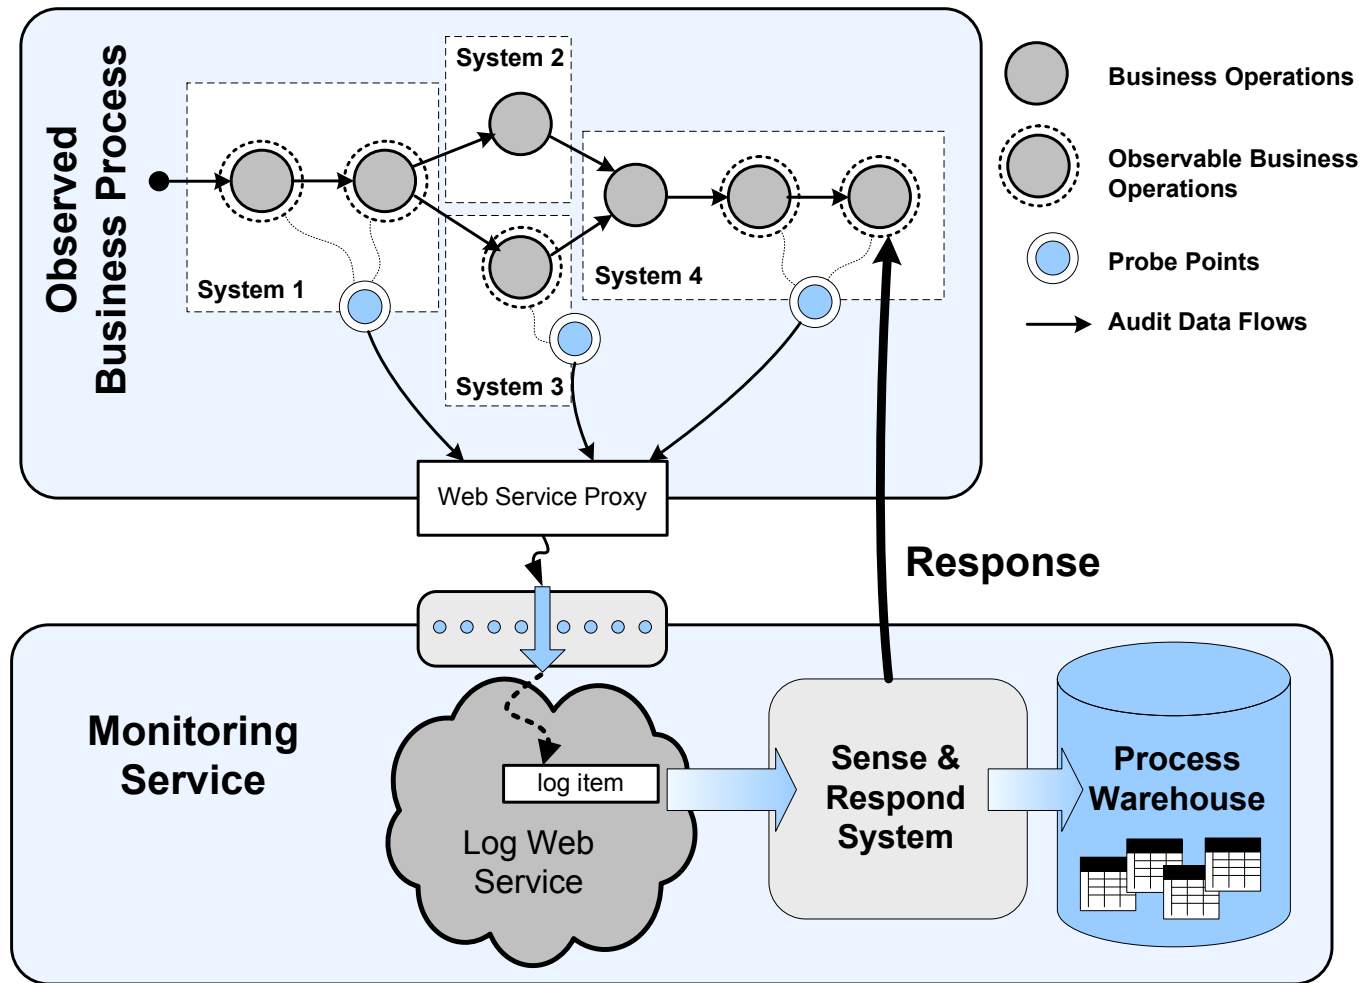 Observed
Business Process
System 1
System 2
System 3
System 4
Business Operations
Observable Business
Operations
Probe Points
Audit Data Flows
Web Service Proxy
Response
Monitoring
Service
log item
Log Web
Service
Sense &
Respond
System
Process
Warehouse